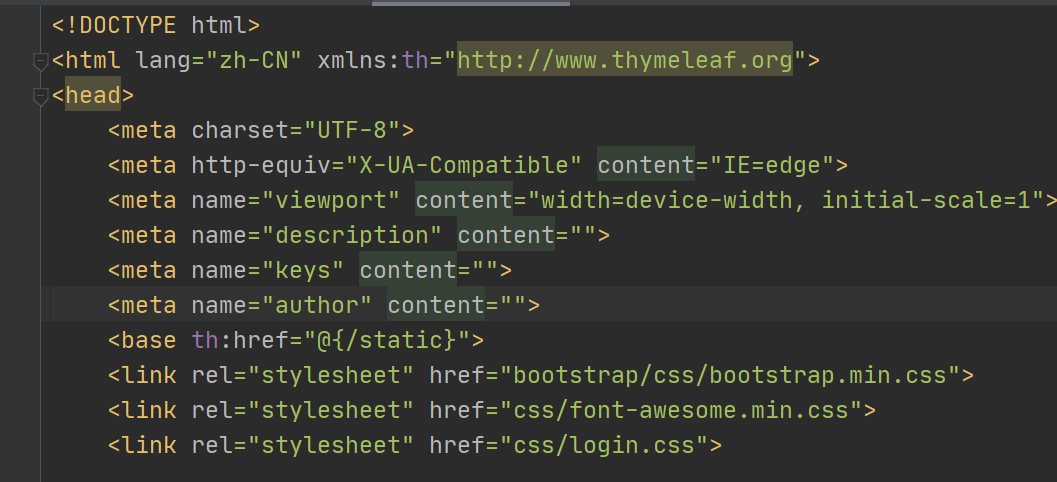 <!DOCTYPE html>
<html lang="zh-CN" xmlns:th="http://www.thymeleaf.org">
<head>
    <meta charset="UTF-8">
    <meta http-equiv="X-UA-Compatible" content="IE=edge">
    <meta name="viewport" content="width=device-width, initial-scale=1">
    <meta name="description" content="">
    <meta name="keys" content="">
    <meta name="author" content="">
    <base th:href="@{/static}">
    <link rel="stylesheet" href="bootstrap/css/bootstrap.min.css">
    <link rel="stylesheet" href="css/font-awesome.min.css">
    <link rel="stylesheet" href="css/login.css">